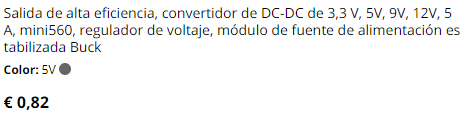 Salida de alta eficiencia, convertidor de DC-DC de 3,3 V, 5V, 9V, 12V, 5
A, mini560, regulador de voltaje, módulo de fuente de alimentación es
tabilizada Buck
Color: 5V
€ 0,82